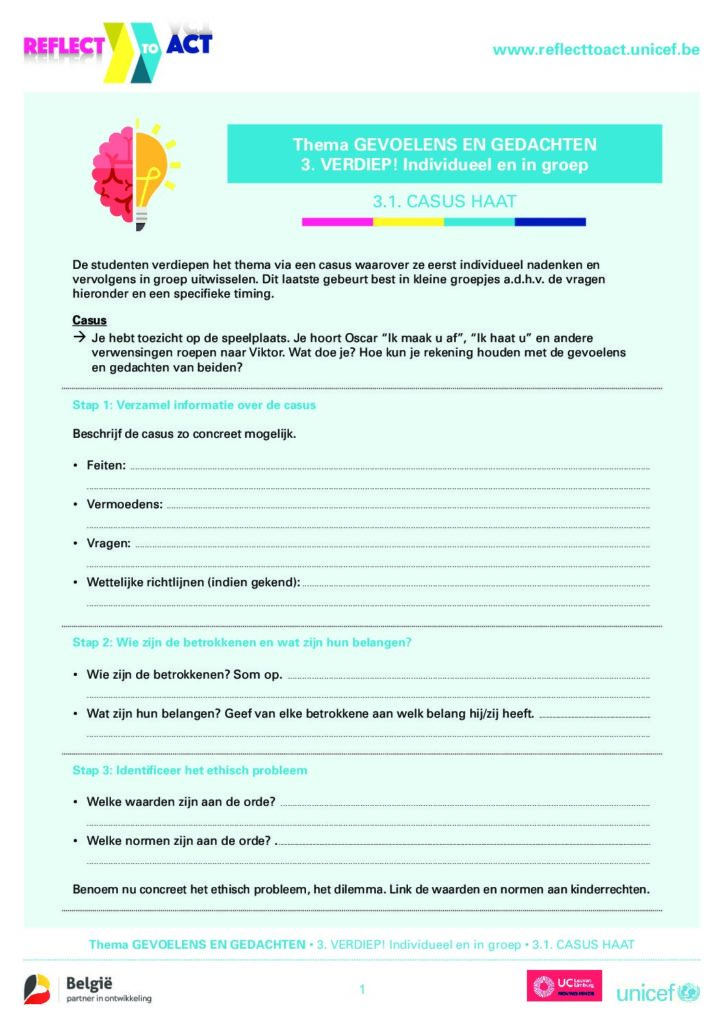 REFLECT TO ACT
www.reflecttoact.unicef.be
Thema GEVOELENS EN GEDACHTEN
3. VERDIEP! Individueel en in groep
3.1. CASUS HAAT
De studenten verdiepen het thema via een casus waarover ze eerst individueel nadenken en
vervolgens in groep uitwisselen. Dit laatste gebeurt best in kleine groepjes a.d.h.v. de vragen
hieronder en een specifieke timing.
Casus
→ Je hebt toezicht op de speelplaats. Je hoort Oscar “Ik maak u af”, “Ik haat u” en andere
verwensingen roepen naar Viktor. Wat doe je? Hoe kun je rekening houden met de gevoelens
en gedachten van beiden?
Stap 1: Verzamel informatie over de casus
Beschrijf de casus zo concreet mogelijk.
• Feiten:
• Vermoedens:
• Vragen:
• Wettelijke richtlijnen (indien gekend):
Stap 2: Wie zijn de betrokkenen en wat zijn hun belangen?
• Wie zijn de betrokkenen? Som op.
• Wat zijn hun belangen? Geef van elke betrokkene aan welk belang hij/zij heeft.
Stap 3: Identificeer het ethisch probleem
• Welke waarden zijn aan de orde?
• Welke normen zijn aan de orde? .
Benoem nu concreet het ethisch probleem, het dilemma. Link de waarden en normen aan kinderrechten.
Thema GEVOELENS EN GEDACHTEN • 3. VERDIEP! Individueel en in groep • 3.1. CASUS HAAT
België
partner in ontwikkeling
1
UC Leuven
Limburg
unicef